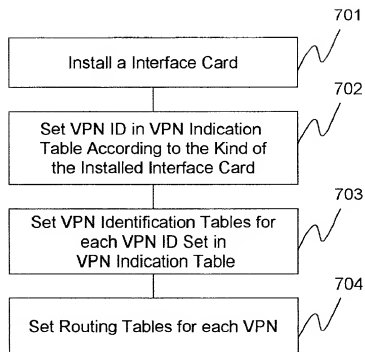 701
Install a Interface Card
702
Set VPN ID in VPN Indication
Table According to the Kind of
the Installed Interface Card
703
Set VPN Identification Tables for
each VPN ID Set in
VPN Indication Table
704
Set Routing Tables for each VPN